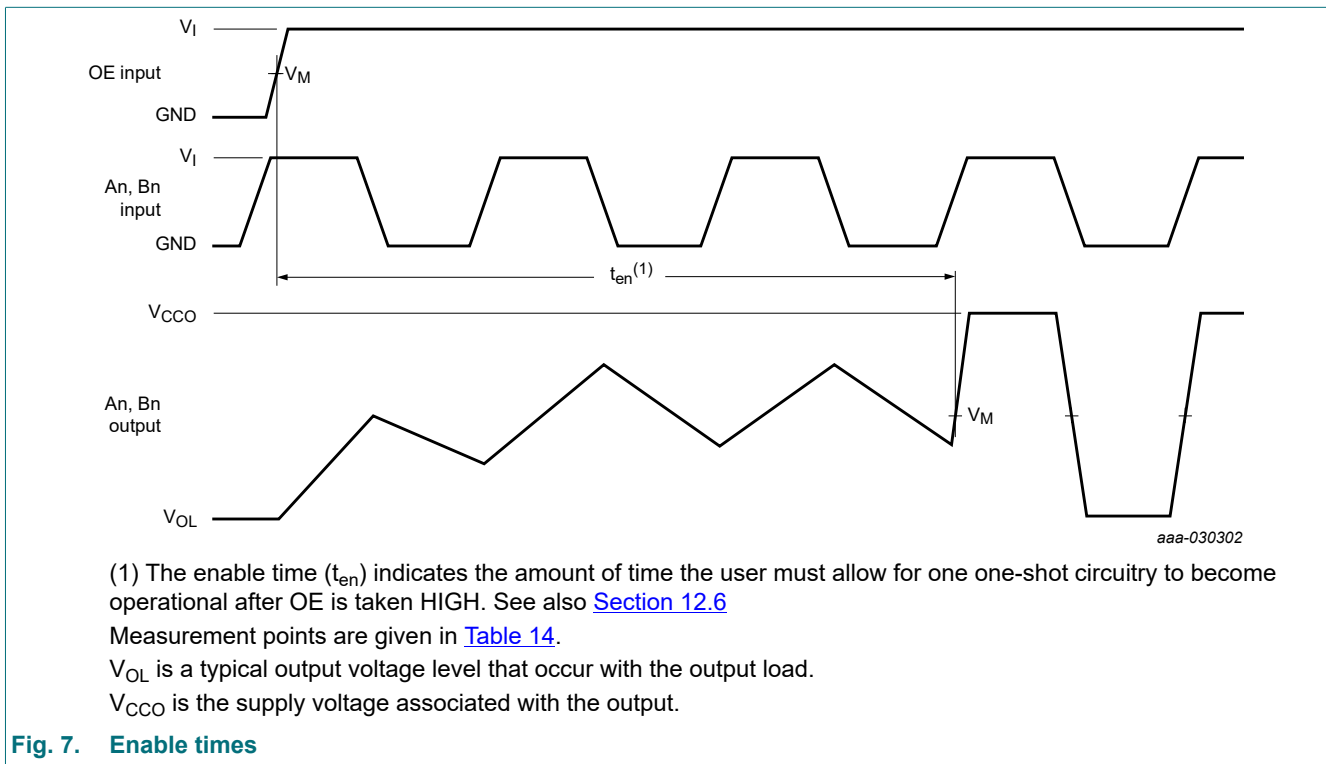 V_I
OE input
V_M
GND
V_I
An, Bn
input
GND
t_en^(1)
V_CCO
An, Bn
output
V_M
V_OL
aaa-030302
(1) The enable time (t_en) indicates the amount of time the user must allow for one one-shot circuitry to become
operational after OE is taken HIGH. See also Section 12.6
Measurement points are given in Table 14.
V_OL is a typical output voltage level that occur with the output load.
V_CCO is the supply voltage associated with the output.
Fig. 7. Enable times